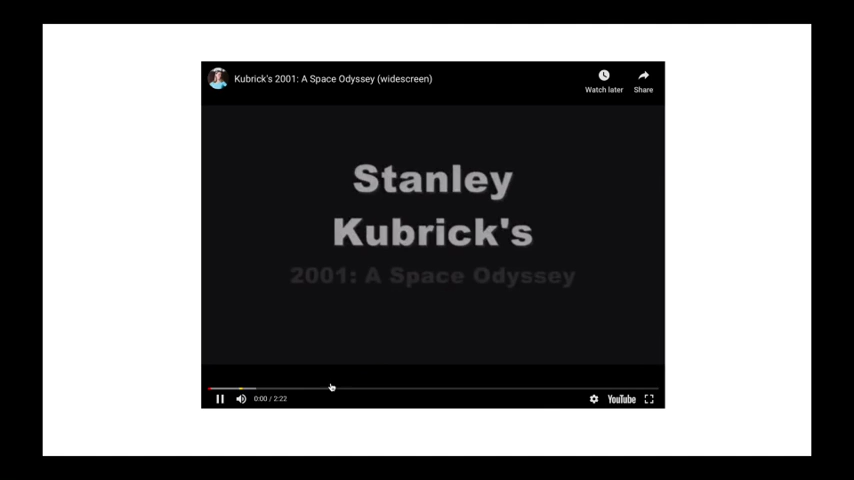 Kubrick's 2001: A Space Odyssey (widescreen)
Watch later
Share
Stanley
Kubrick's
2001: A Space Odyssey
0:00 / 2:22
YouTube